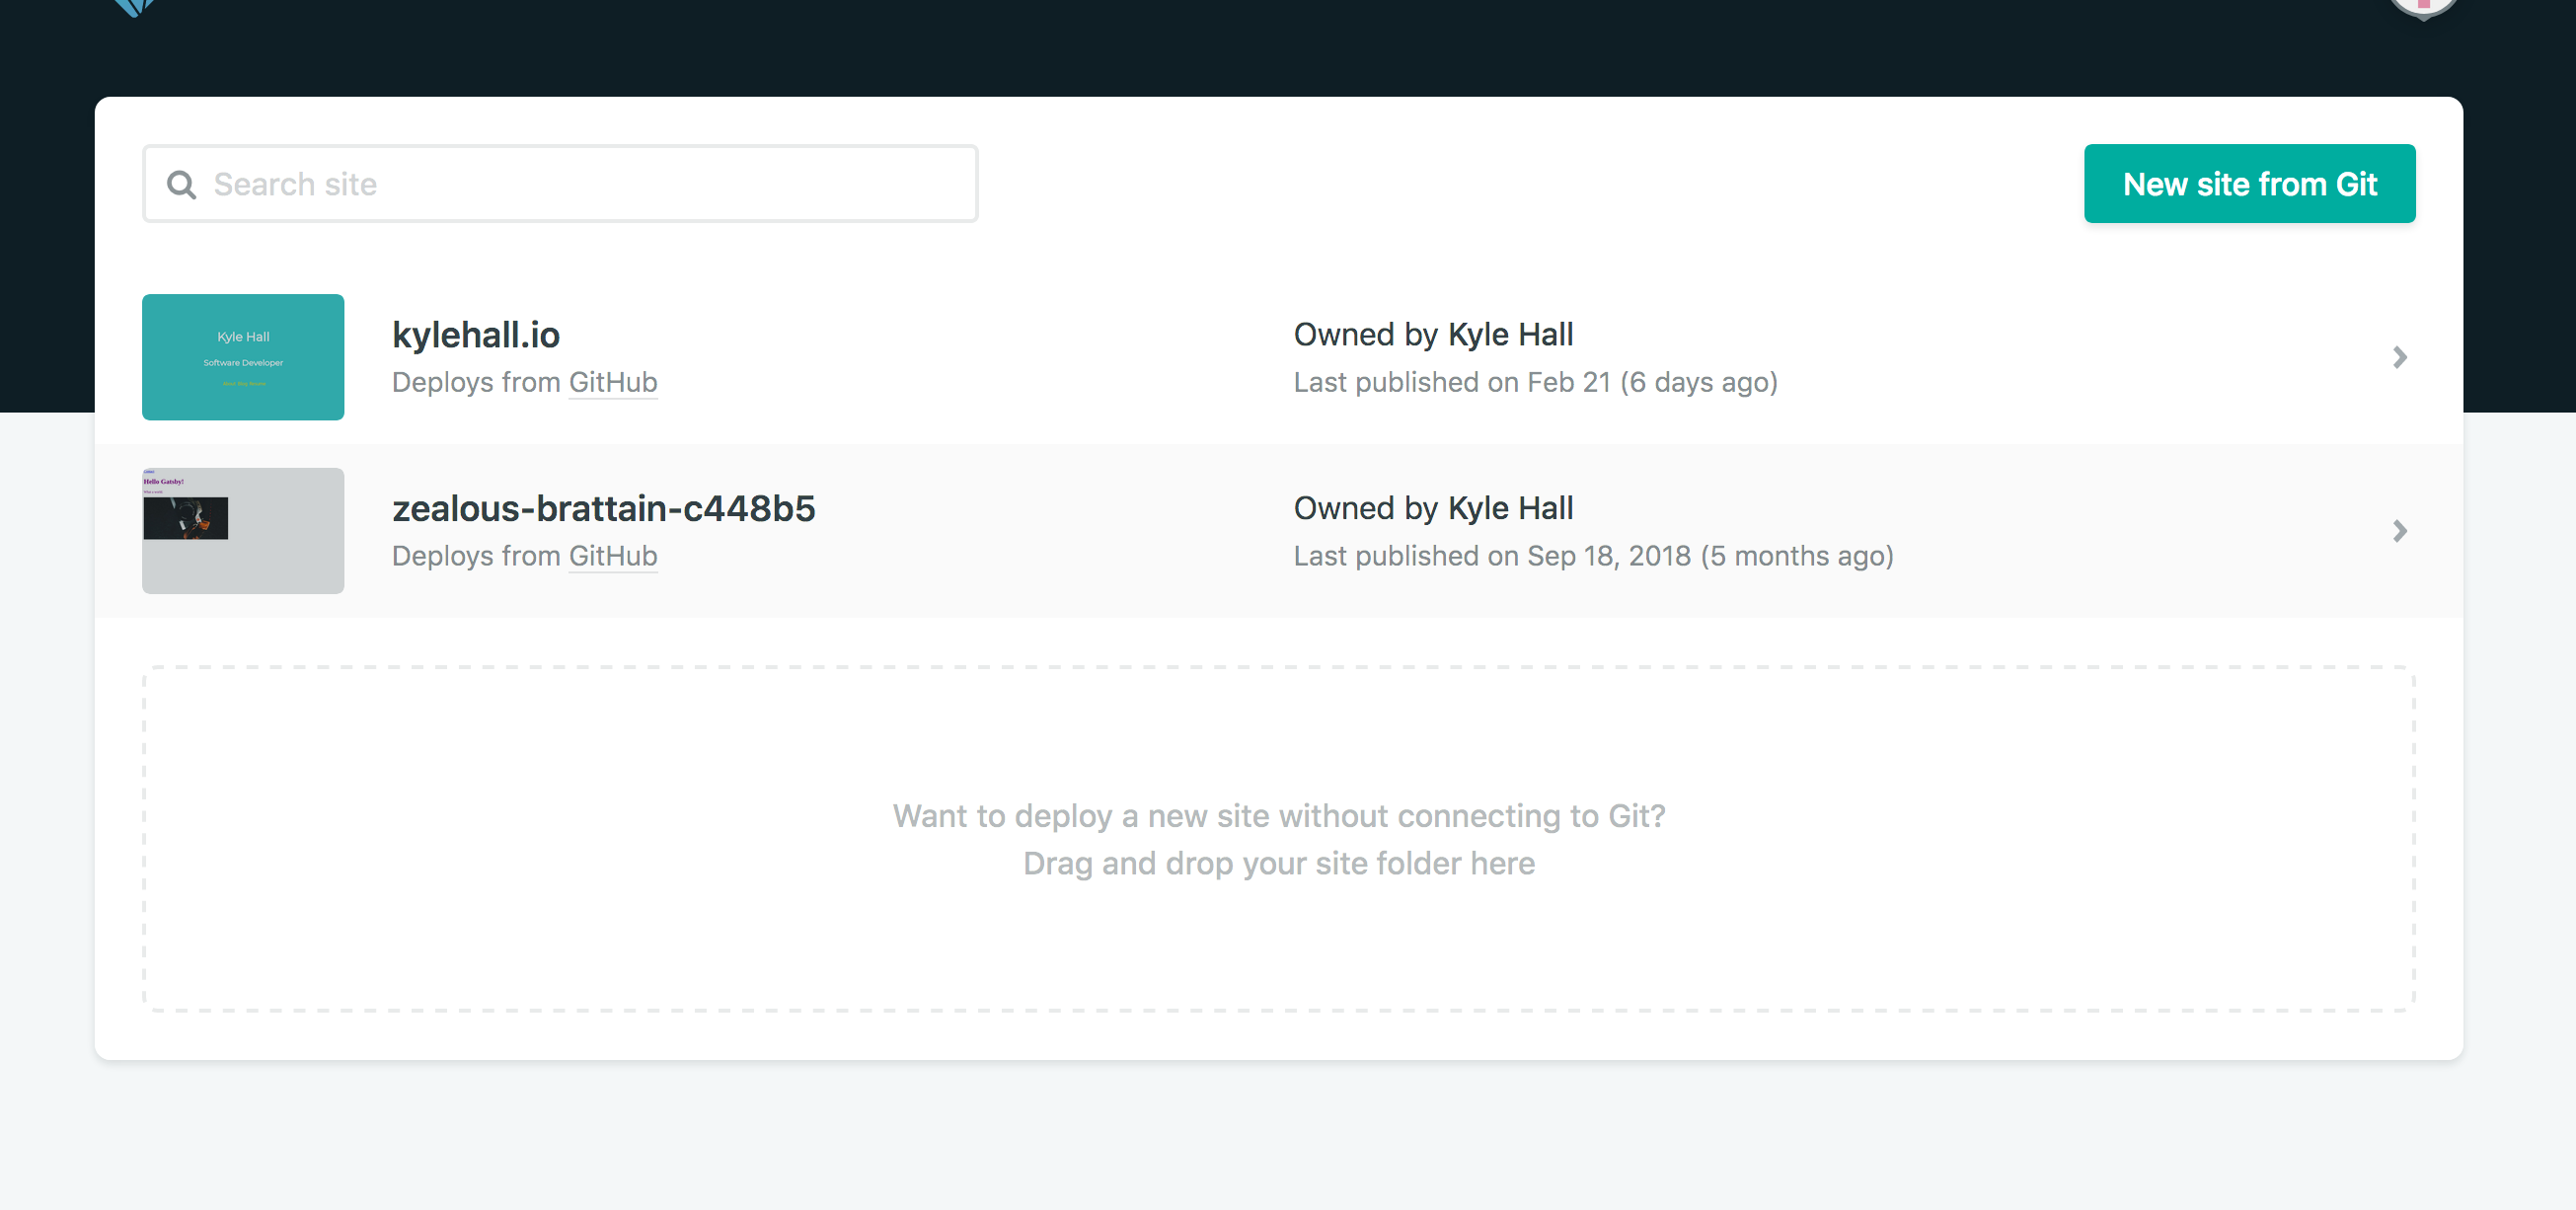 Search site
New site from Git
Kyle Hall
Software Developer
kylehall.io
Deploys from GitHub
Owned by Kyle Hall
Last published on Feb 21 (6 days ago)
Hello Gatsby!
zealous-brattain-c448b5
Deploys from GitHub
Owned by Kyle Hall
Last published on Sep 18, 2018 (5 months ago)
Want to deploy a new site without connecting to Git?
Drag and drop your site folder here